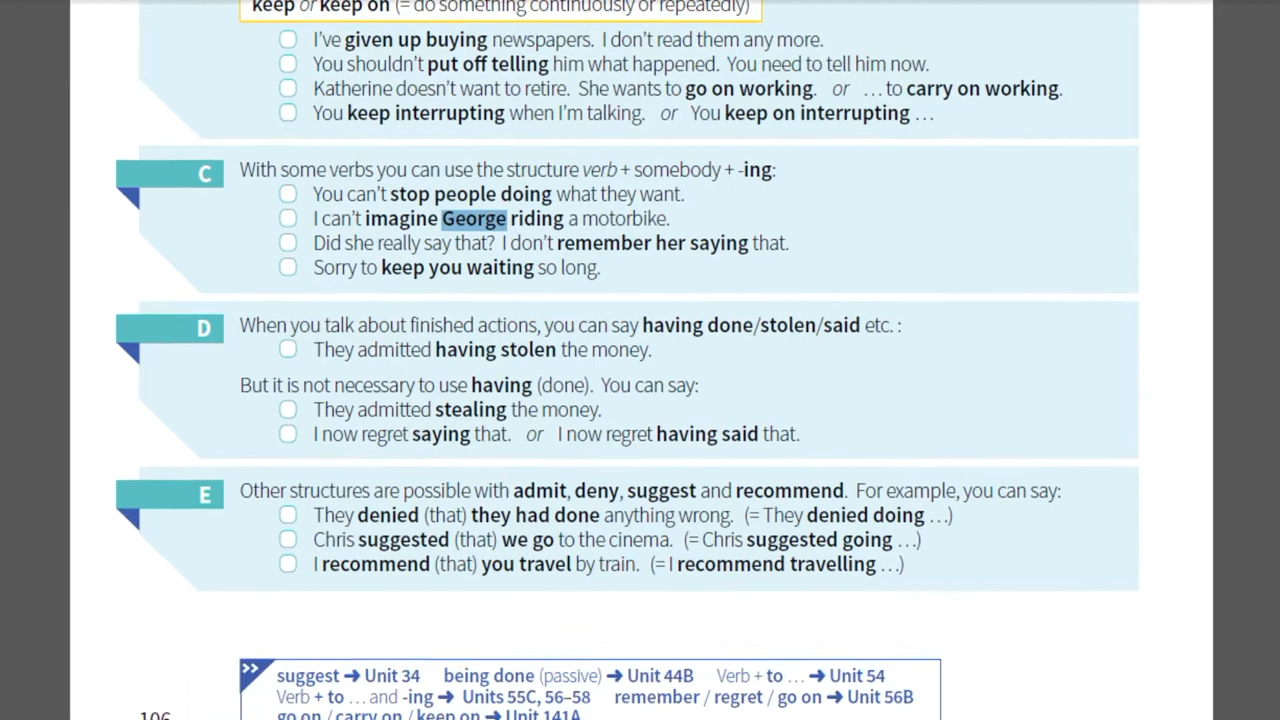 keep or keep on (= do something continuously or repeatedly)
I've given up buying newspapers. I don't read them any more.
You shouldn't put off telling him what happened. You need to tell him now.
Katherine doesn't want to retire. She wants to go on working. or …to carry on working.
You keep interrupting when I'm talking. or You keep on interrupting …
C
With some verbs you can use the structure verb + somebody + -ing:
You can't stop people doing what they want.
I can't imagine George riding a motorbike.
Did she really say that? I don't remember her saying that.
Sorry to keep you waiting so long.
D
When you talk about finished actions, you can say having done/stolen/said etc. :
They admitted having stolen the money.
But it is not necessary to use having (done). You can say:
They admitted stealing the money.
I now regret saying that. or I now regret having said that.
E
Other structures are possible with admit, deny, suggest and recommend. For example, you can say:
They denied (that) they had done anything wrong. (= They denied doing …)
Chris suggested (that) we go to the cinema. (= Chris suggested going …)
I recommend (that) you travel by train. (= I recommend travelling …)
suggest ➜ Unit 34 being done (passive) ➜ Unit 44B Verb + to … ➜ Unit 54
Verb + to … and -ing ➜ Units 55C, 56–58 remember / regret / go on ➜ Unit 56B
106 go on / carry on / keep on ➜ Unit 141A